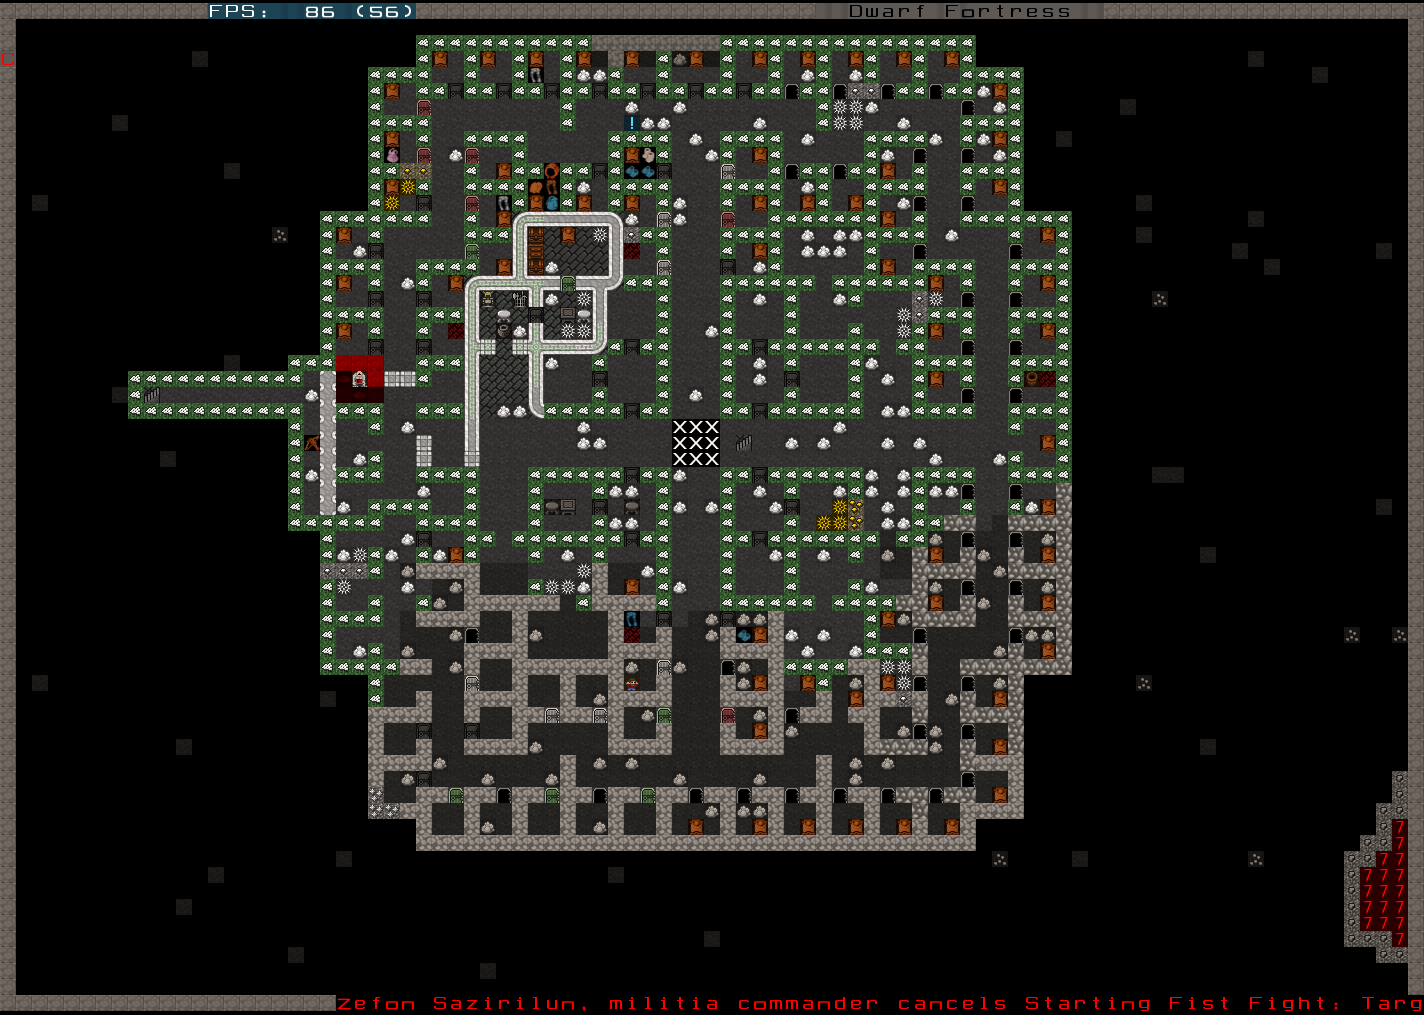 FPS: 86 (56)
Dwarf Fortress
Zefon Sazirilun, militia commander cancels Starting Fist Fight: Targ